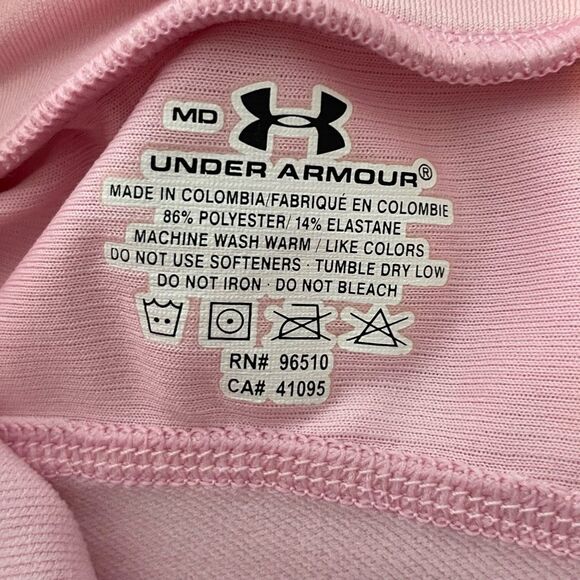 MD
UNDER ARMOUR®
MADE IN COLOMBIA/FABRIQUÉ EN COLOMBIE
86% POLYESTER/ 14% ELASTANE
MACHINE WASH WARM / LIKE COLORS
DO NOT USE SOFTENERS · TUMBLE DRY LOW
DO NOT IRON · DO NOT BLEACH
RN# 96510
CA# 41095